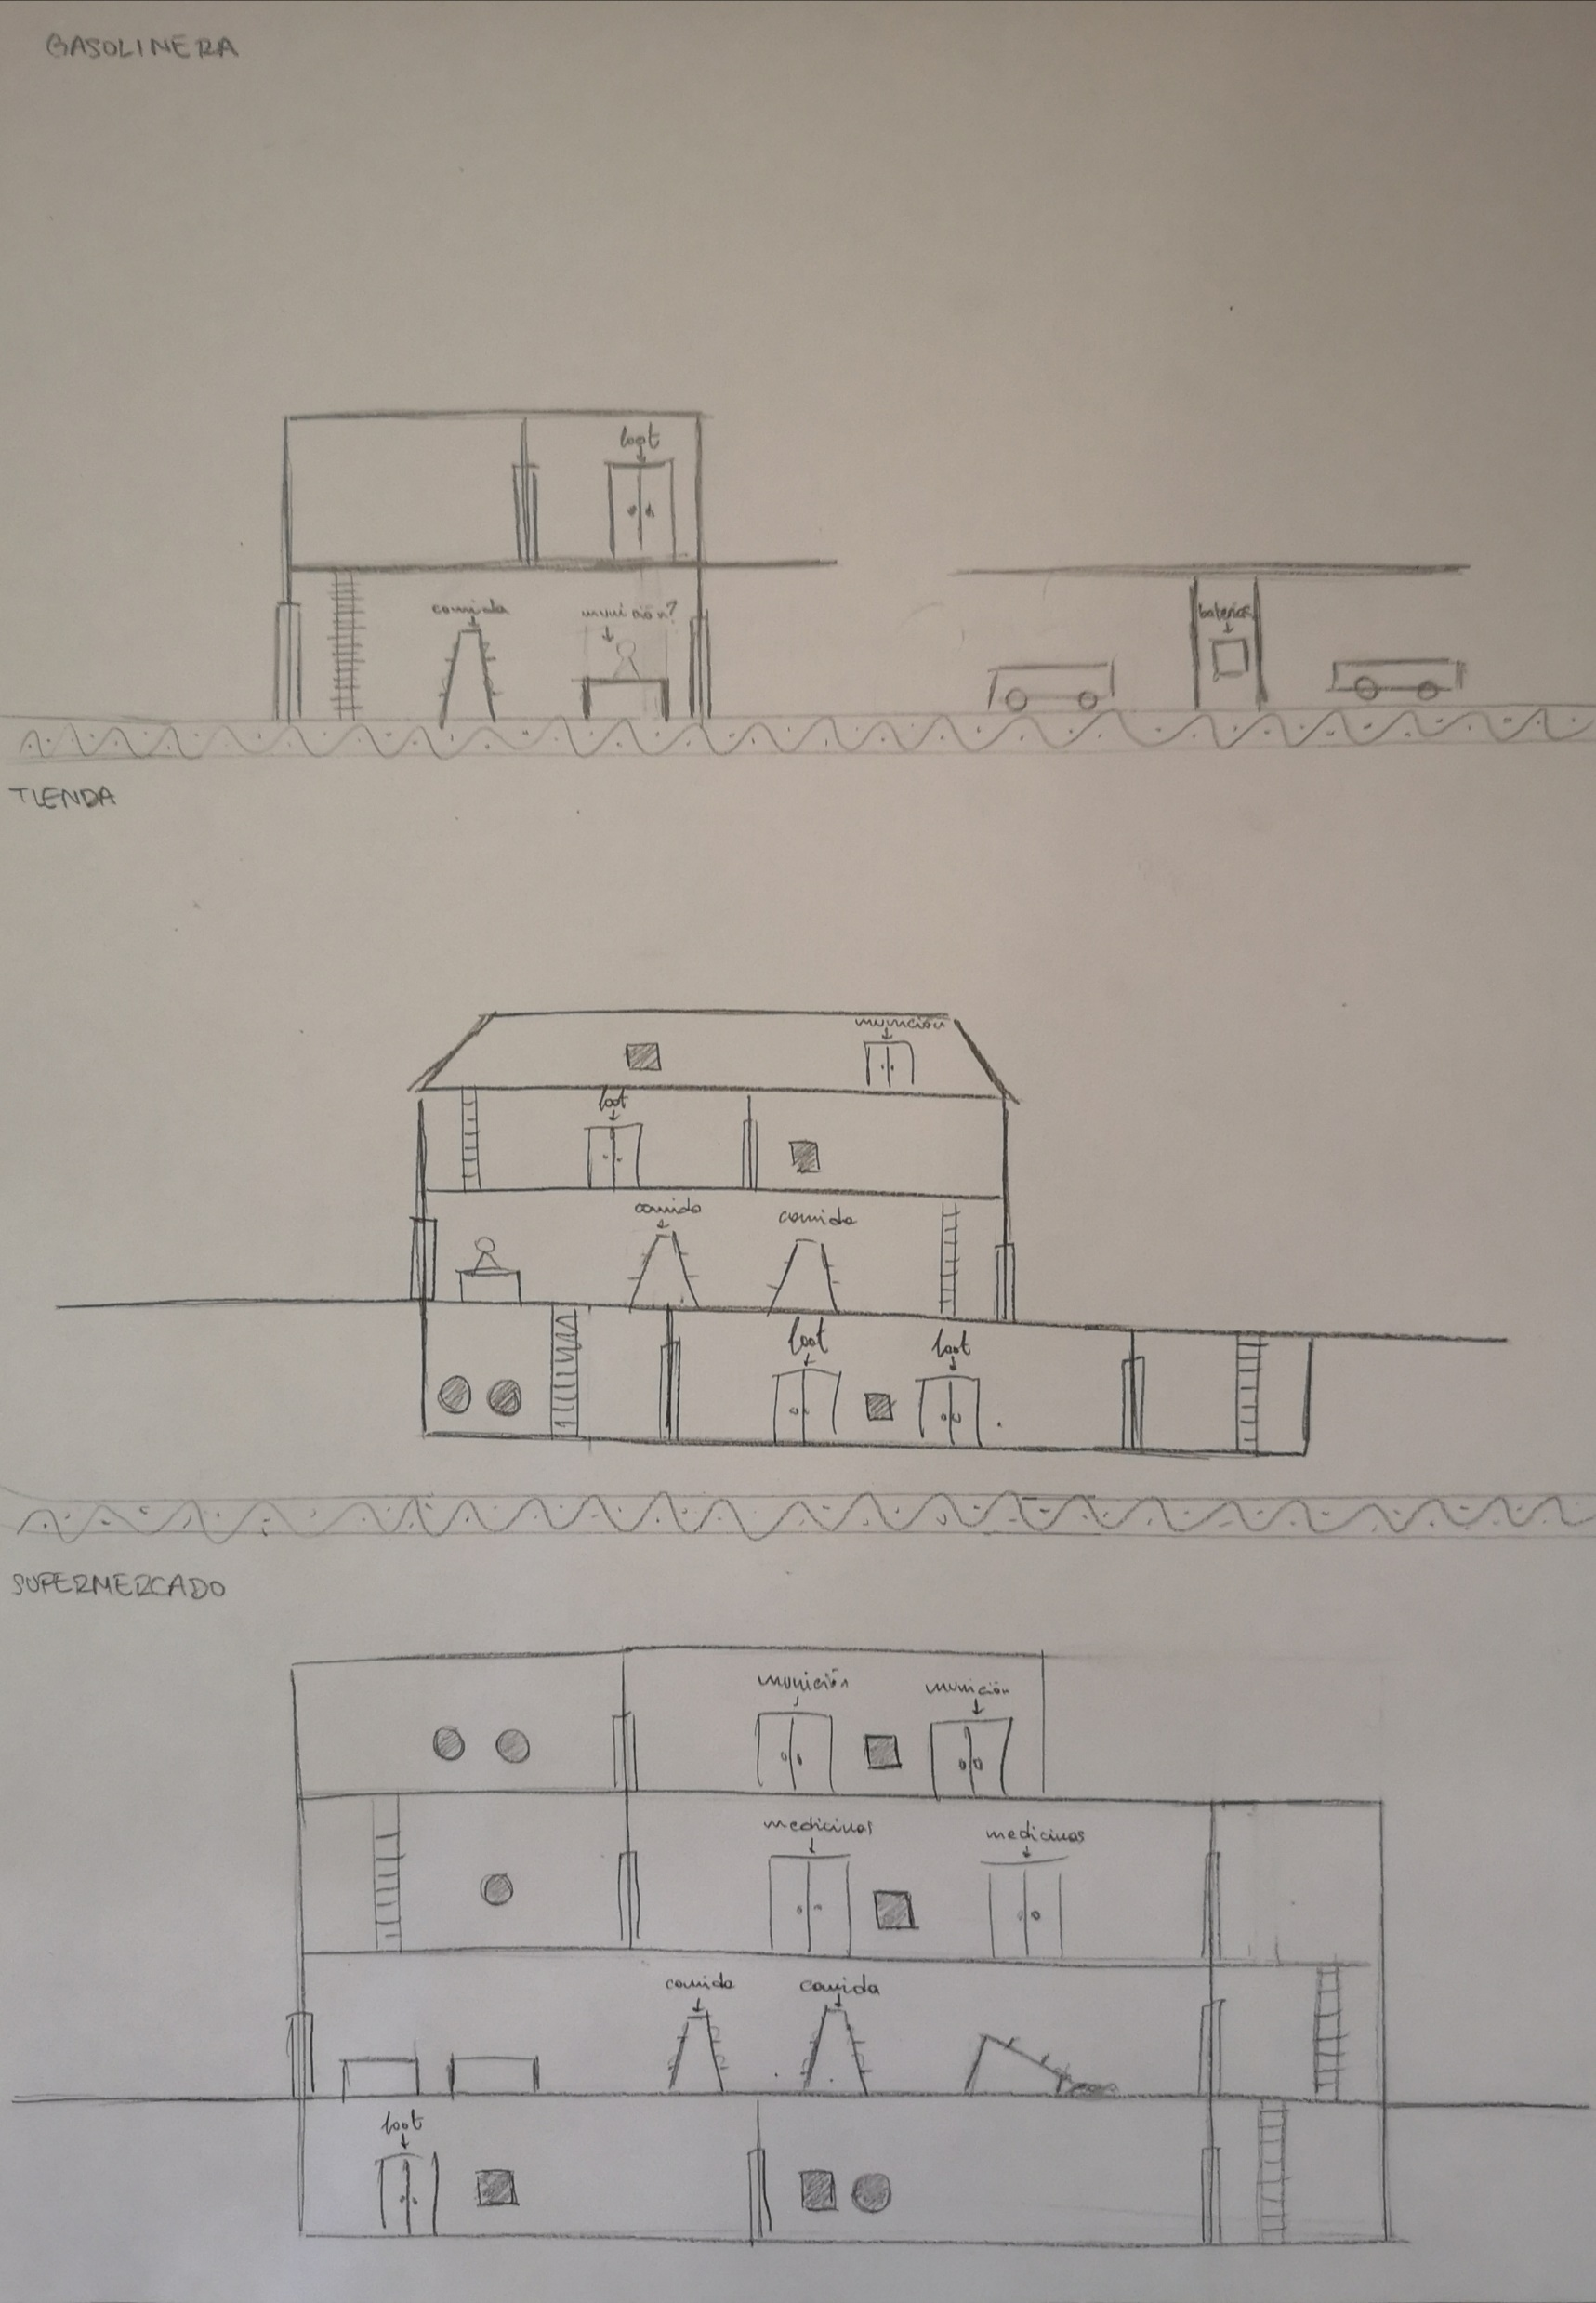 GASOLINERA
loot
comida
munición?
baterías
TIENDA
munición
loot
comida
comida
loot
loot
SUPERMERCADO
munición
munición
medicinas
medicinas
comida
comida
loot